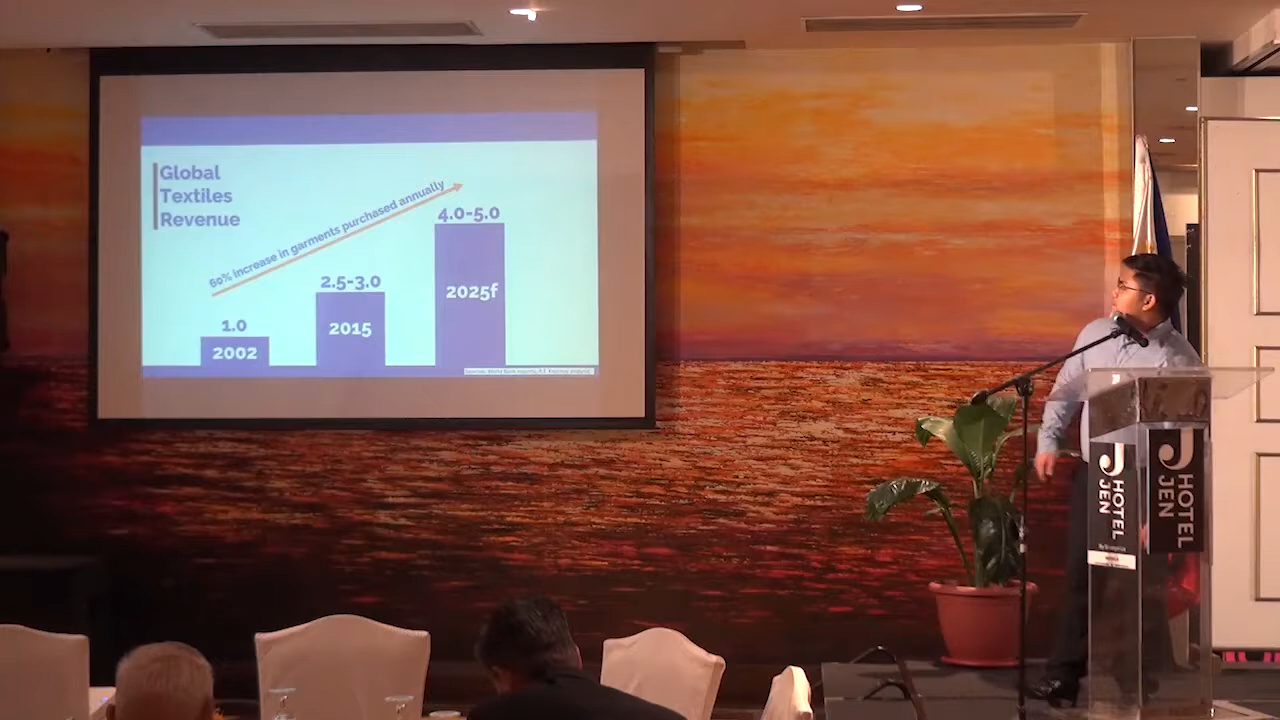 Global
Textiles
Revenue
60% increase in garments purchased annually
4.0-5.0
2.5-3.0
1.0
2025f
2015
2002
HOTEL
JEN
HOTEL
JEN